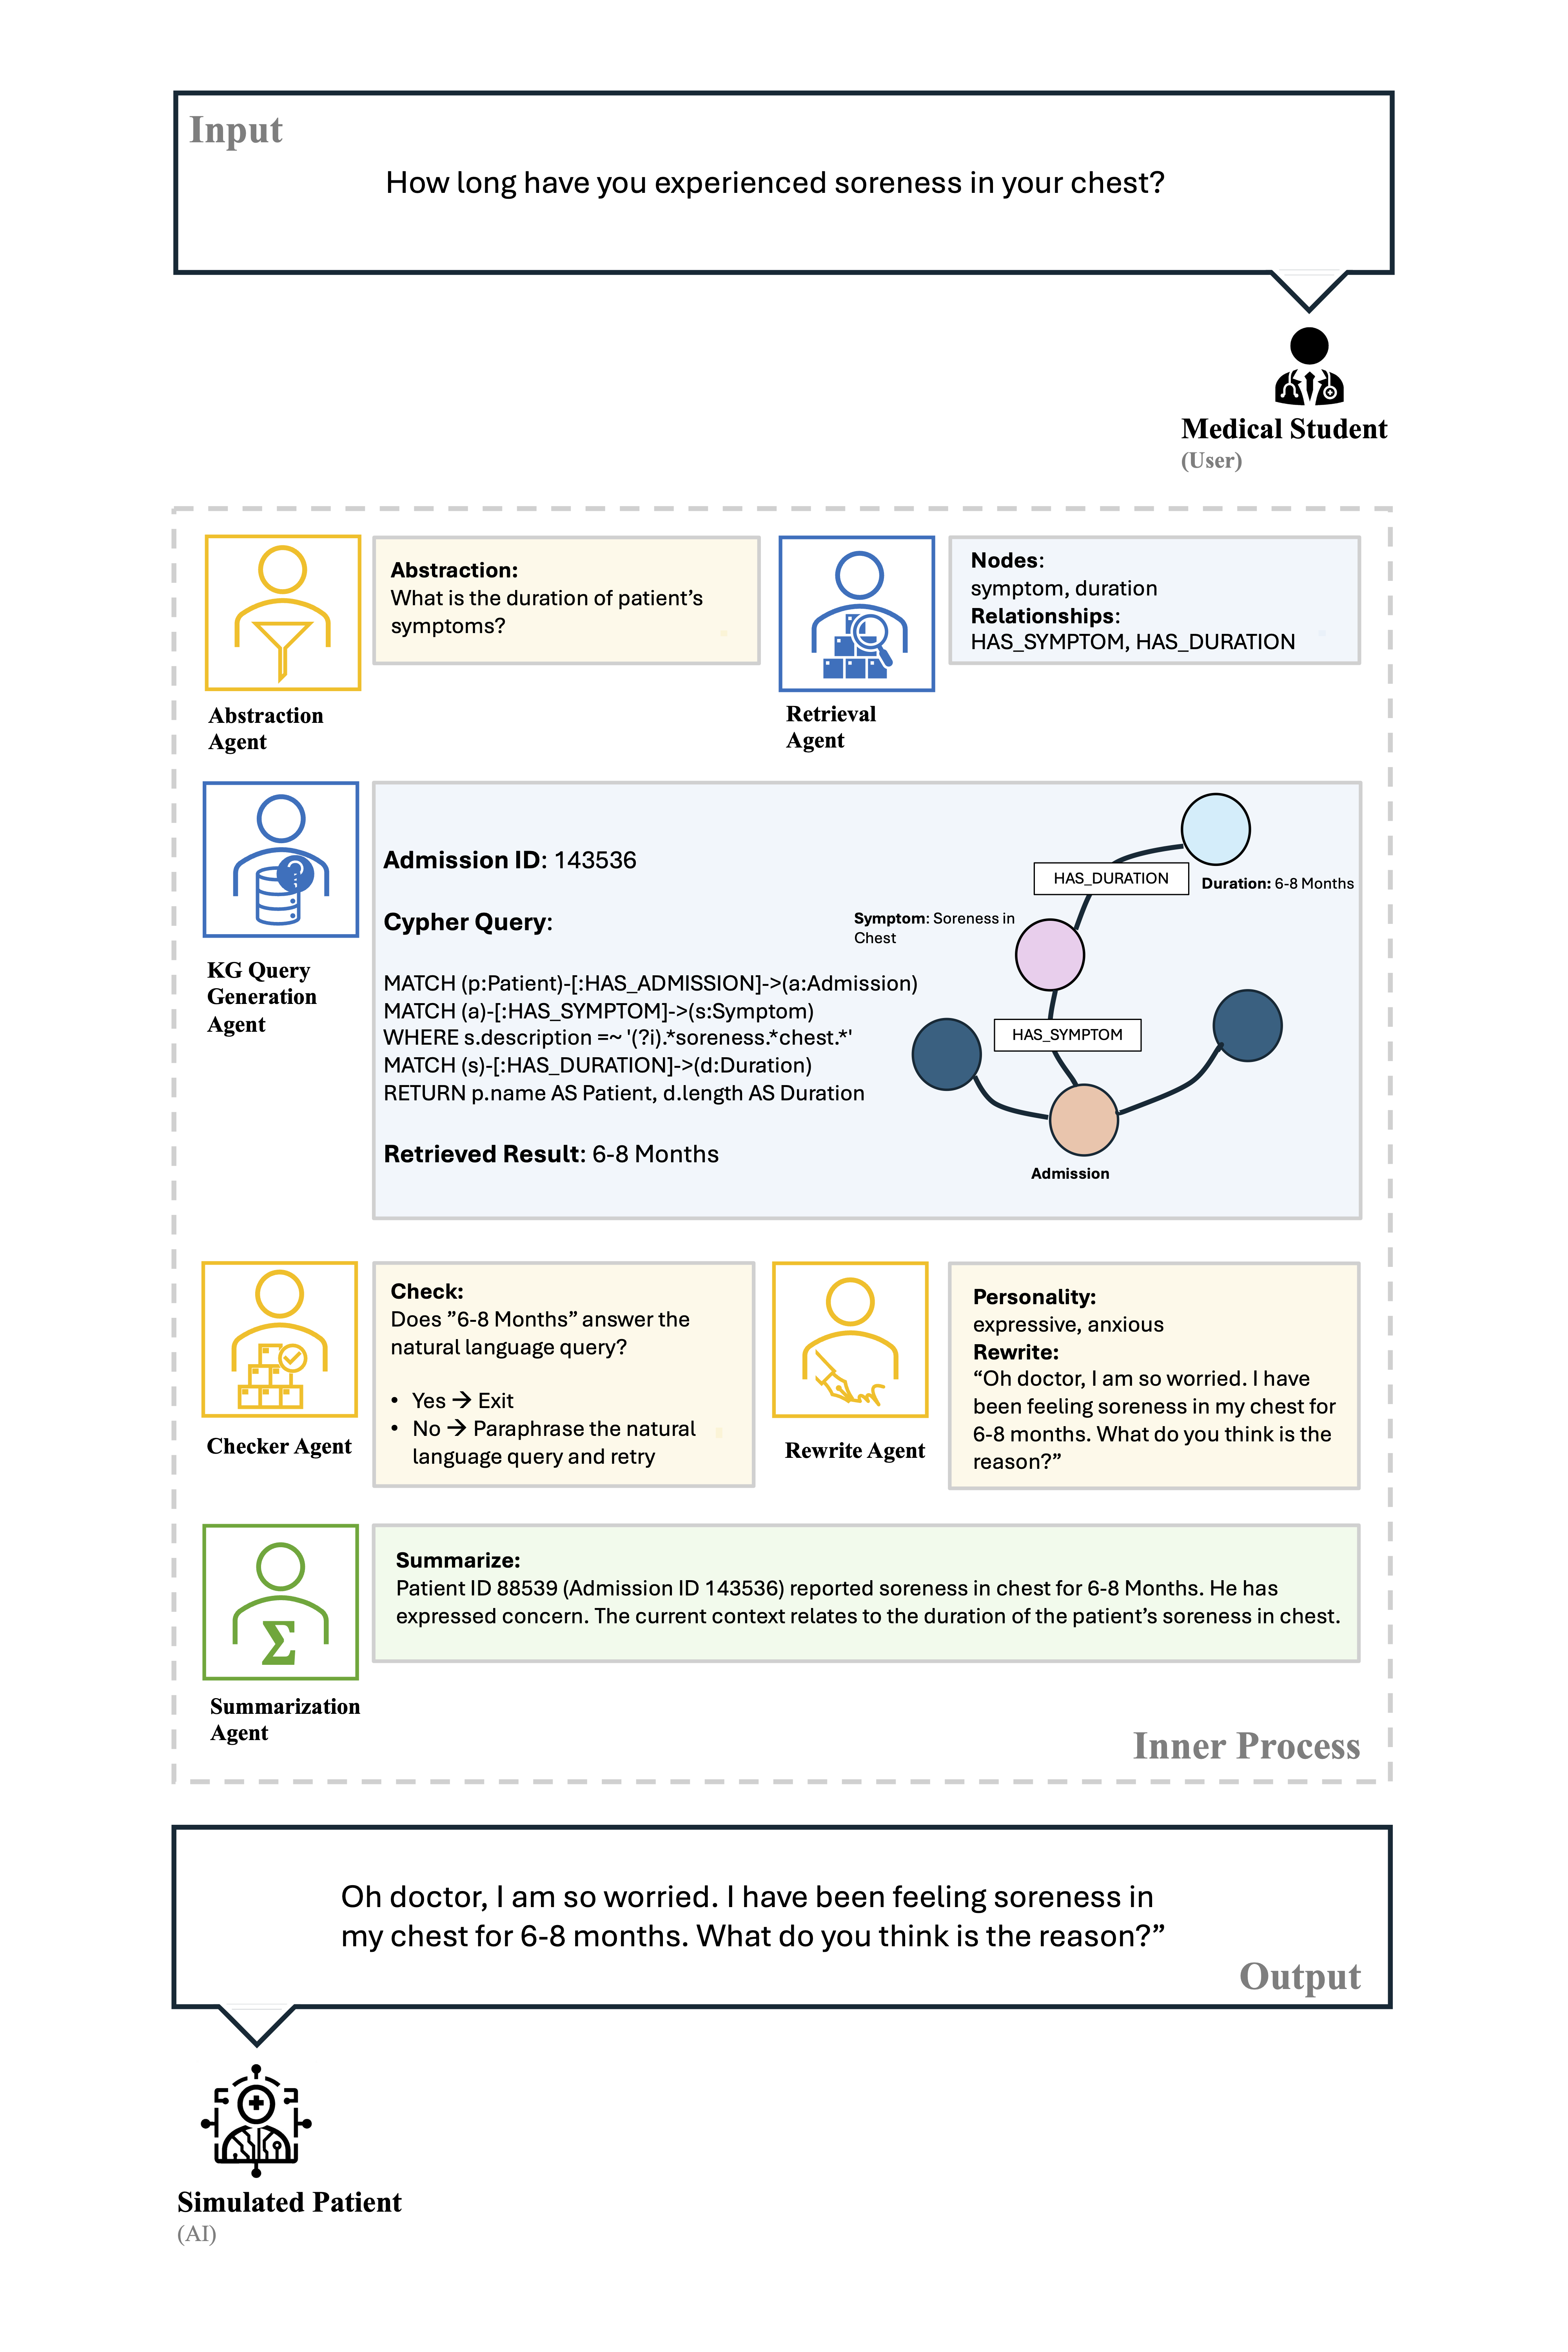 Input
How long have you experienced soreness in your chest?
Medical Student
(User)
Abstraction:
What is the duration of patient’s
symptoms?
Abstraction
Agent
Nodes:
symptom, duration
Relationships:
HAS_SYMPTOM, HAS_DURATION
Retrieval
Agent
KG Query
Generation
Agent
Admission ID: 143536
Cypher Query:
MATCH (p:Patient)-[:HAS_ADMISSION]->(a:Admission)
MATCH (a)-[:HAS_SYMPTOM]->(s:Symptom)
WHERE s.description =~ '(?i).*soreness.*chest.*'
MATCH (s)-[:HAS_DURATION]->(d:Duration)
RETURN p.name AS Patient, d.length AS Duration
Retrieved Result: 6-8 Months
HAS_DURATION
Duration: 6-8 Months
Symptom: Soreness in
Chest
HAS_SYMPTOM
Admission
Check:
Does ”6-8 Months” answer the
natural language query?
• Yes → Exit
• No → Paraphrase the natural
language query and retry
Checker Agent
Personality:
expressive, anxious
Rewrite:
“Oh doctor, I am so worried. I have
been feeling soreness in my chest for
6-8 months. What do you think is the
reason?”
Rewrite Agent
Summarize:
Patient ID 88539 (Admission ID 143536) reported soreness in chest for 6-8 Months. He has
expressed concern. The current context relates to the duration of the patient’s soreness in chest.
Σ
Summarization
Agent
Inner Process
Oh doctor, I am so worried. I have been feeling soreness in
my chest for 6-8 months. What do you think is the reason?”
Output
Simulated Patient
(AI)